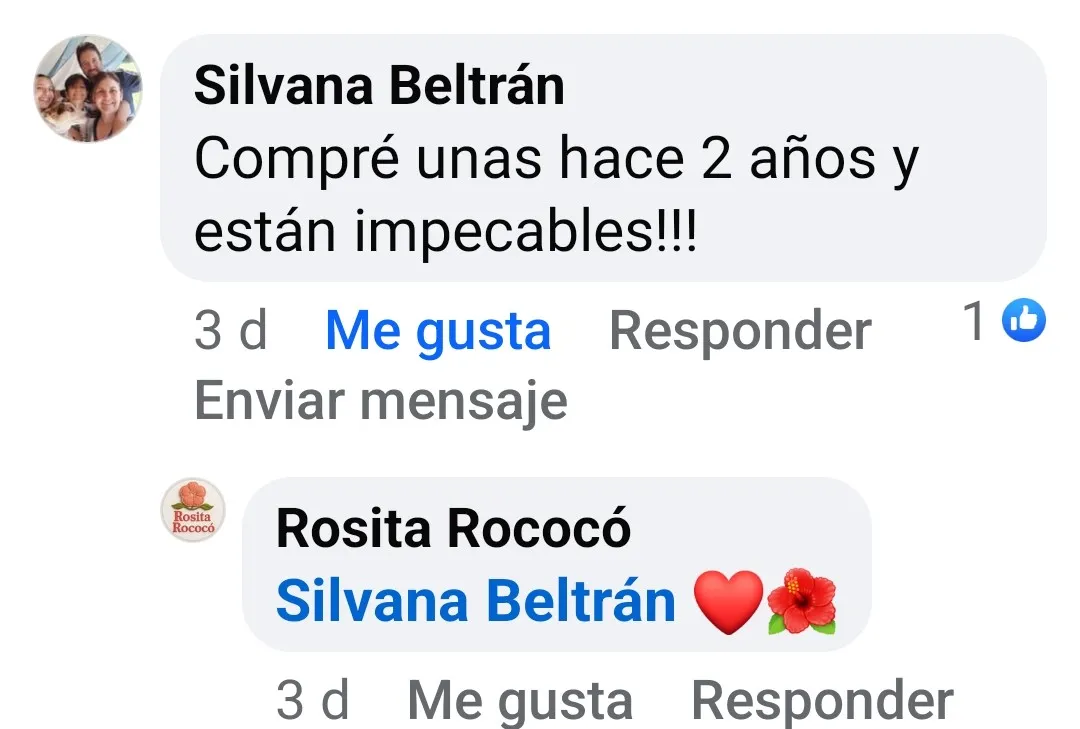 Silvana Beltrán
Compré unas hace 2 años y
están impecables!!!
3 d Me gusta Responder 1
Enviar mensaje
Rosita
Rococó
Rosita Rococó
Silvana Beltrán ❤️🌺
3 d Me gusta Responder